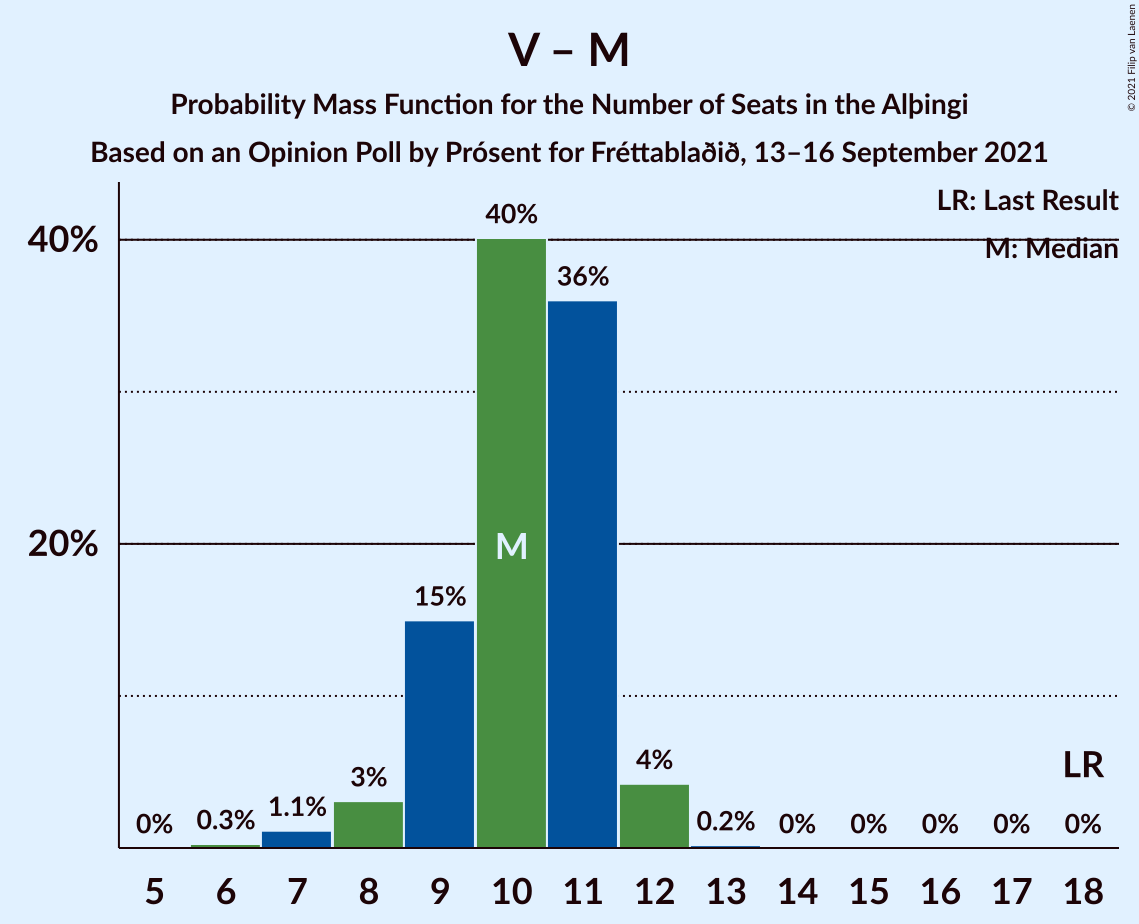 V – M
Probability Mass Function for the Number of Seats in the Alþingi
Based on an Opinion Poll by Prósent for Fréttablaðið, 13–16 September 2021
© 2021 Filip van Laenen
LR: Last Result
M: Median
40%
20%
0%
0.3%
1.1%
3%
15%
40%
36%
4%
0.2%
0%
0%
0%
0%
0%
M
LR
5 6 7 8 9 10 11 12 13 14 15 16 17 18